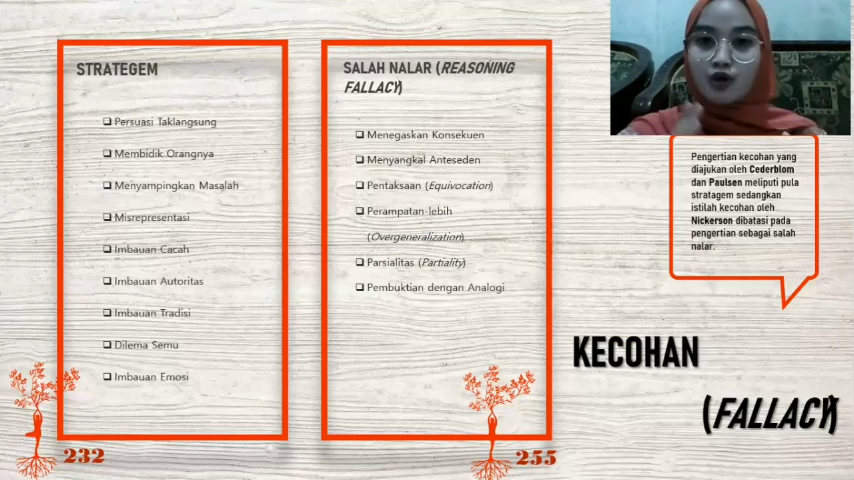 STRATEGEM
❑ Persuasi Taklangsung
❑ Membidik Orangnya
❑ Menyampingkan Masalah
❑ Misrepresentasi
❑ Imbauan Cacah
❑ Imbauan Autoritas
❑ Imbauan Tradisi
❑ Dilema Semu
❑ Imbauan Emosi
232
SALAH NALAR (REASONING
FALLACY)
❑ Menegaskan Konsekuen
❑ Menyangkal Anteseden
❑ Pentaksaan (Equivocation)
❑ Perampatan-lebih
(Overgeneralization)
❑ Parsialitas (Partiality)
❑ Pembuktian dengan Analogi
255
Pengertian kecohan yang
diajukan oleh Cederblom
dan Paulsen meliputi pula
stratagem sedangkan
istilah kecohan oleh
Nickerson dibatasi pada
pengertian sebagai salah
nalar.
KECOHAN
(FALLACY)